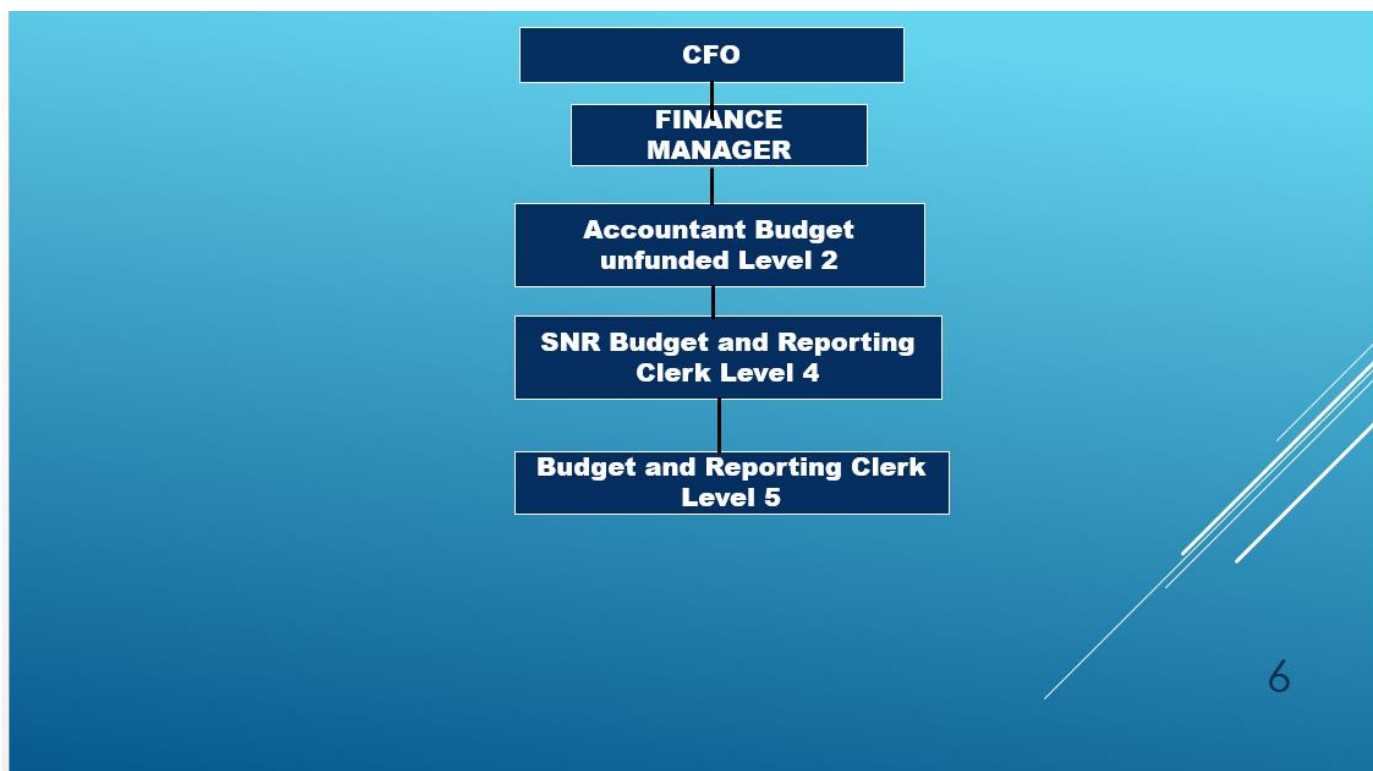 CFO
FINANCE
MANAGER
Accountant Budget
unfunded Level 2
SNR Budget and Reporting
Clerk Level 4
Budget and Reporting Clerk
Level 5
6